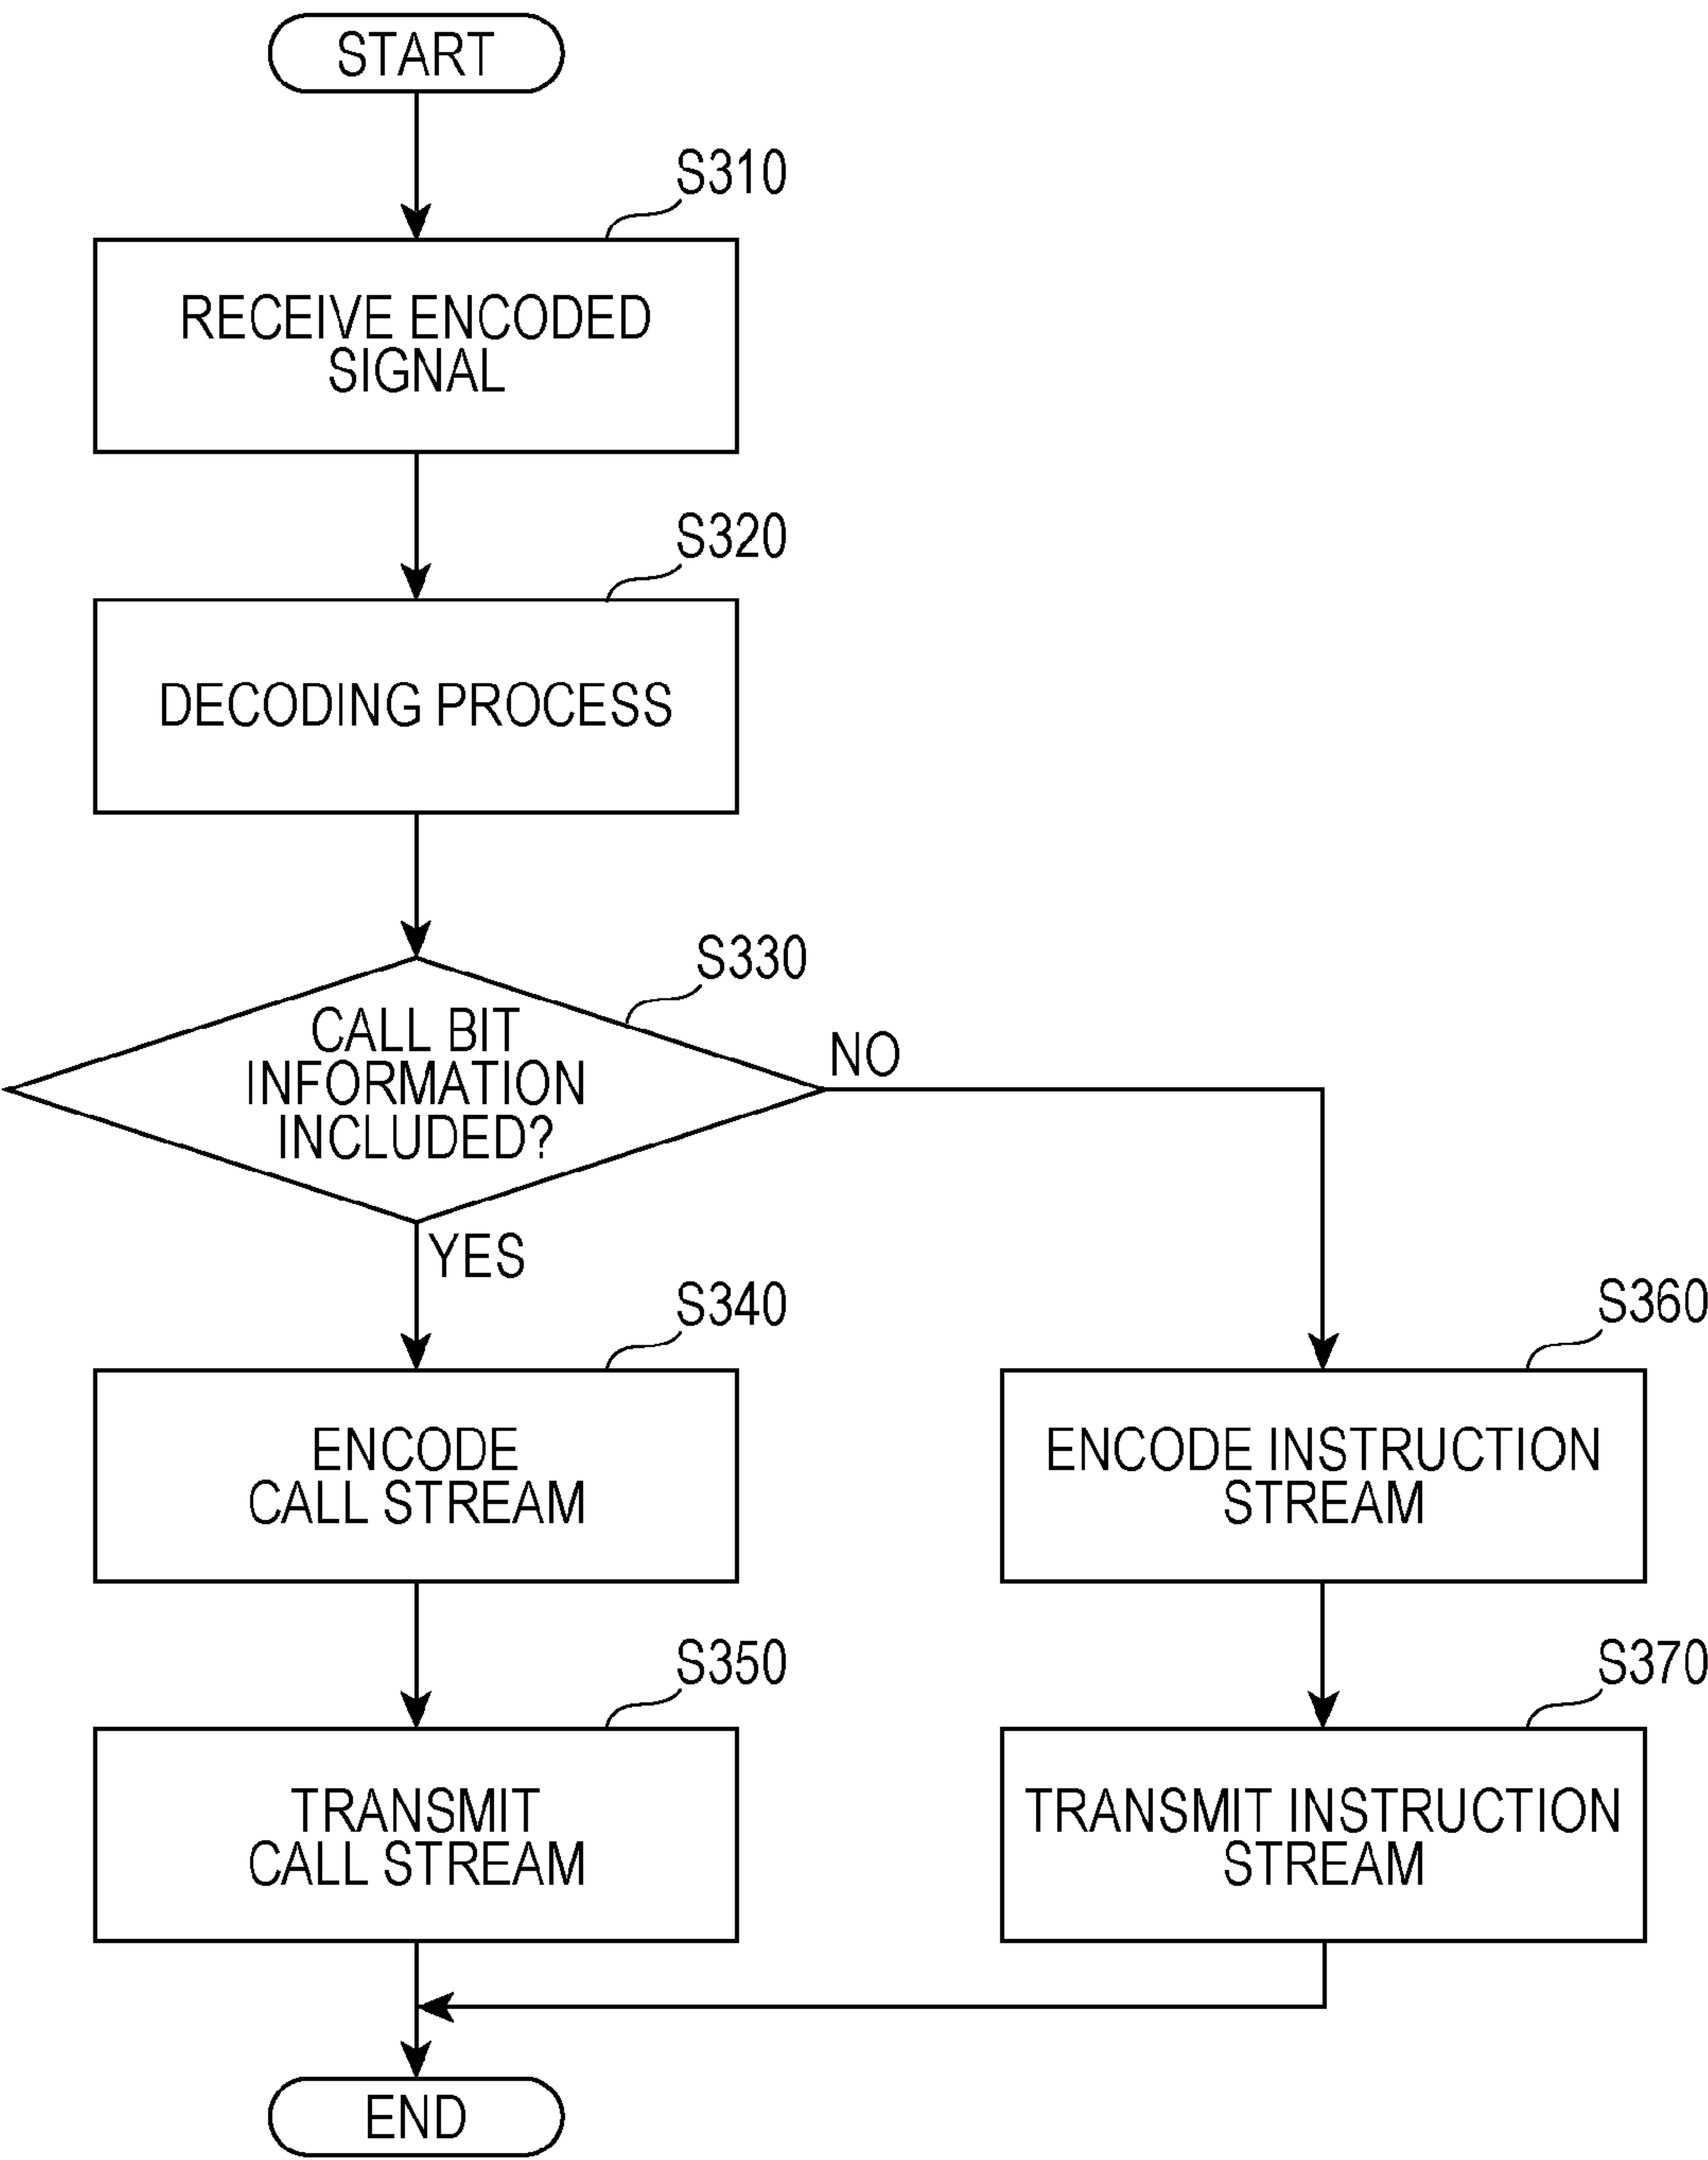 START
S310
RECEIVE ENCODED
SIGNAL
S320
DECODING PROCESS
S330
CALL BIT
INFORMATION
INCLUDED?
NO
YES
S340
ENCODE
CALL STREAM
S360
ENCODE INSTRUCTION
STREAM
S350
TRANSMIT
CALL STREAM
S370
TRANSMIT INSTRUCTION
STREAM
END